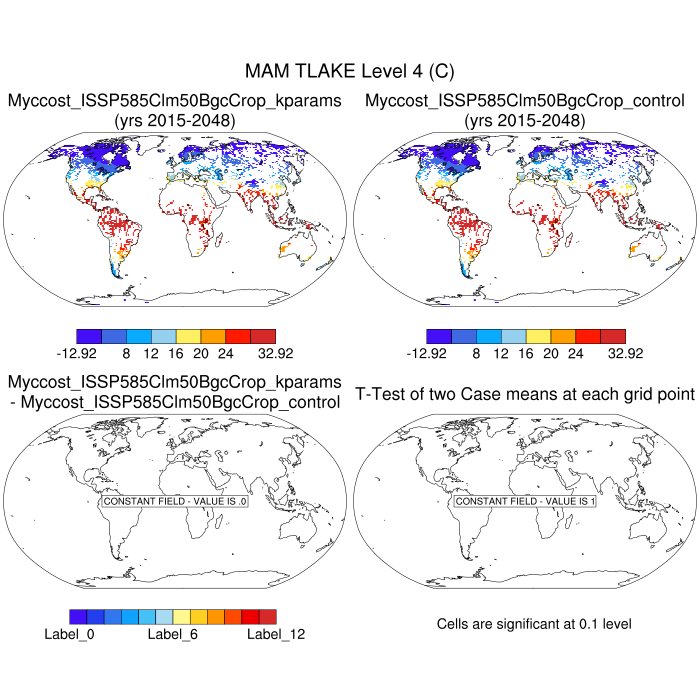 MAM TLAKE Level 4 (C)
Myccost_ISSP585Clm50BgcCrop_kparams
(yrs 2015-2048)
Myccost_ISSP585Clm50BgcCrop_control
(yrs 2015-2048)
-12.92 8 12 16 20 24 32.92
-12.92 8 12 16 20 24 32.92
Myccost_ISSP585Clm50BgcCrop_kparams
- Myccost_ISSP585Clm50BgcCrop_control
T-Test of two Case means at each grid point
CONSTANT FIELD - VALUE IS .0
CONSTANT FIELD - VALUE IS 1
Label_0 Label_6 Label_12
Cells are significant at 0.1 level